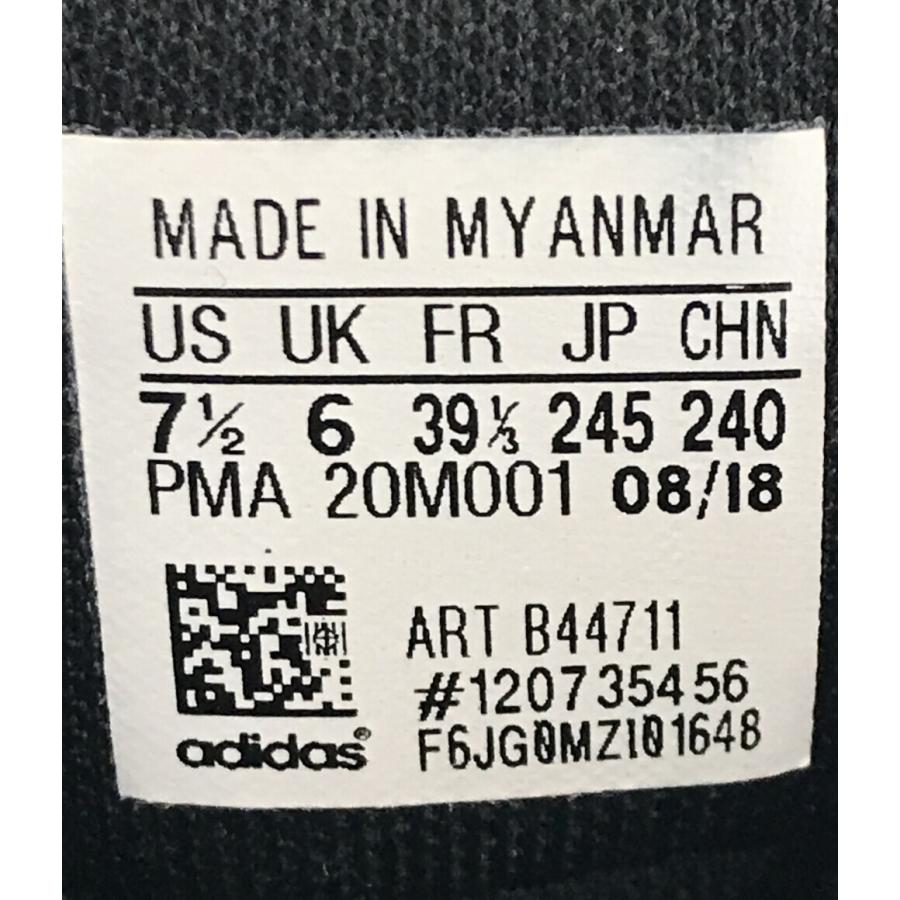 MADE IN MYANMAR
US UK FR JP CHN
7½ 6 39⅓ 245 240
PMA 20M001 08/18
ART B44711
#120735456
adidas® F6JG0MZI01648